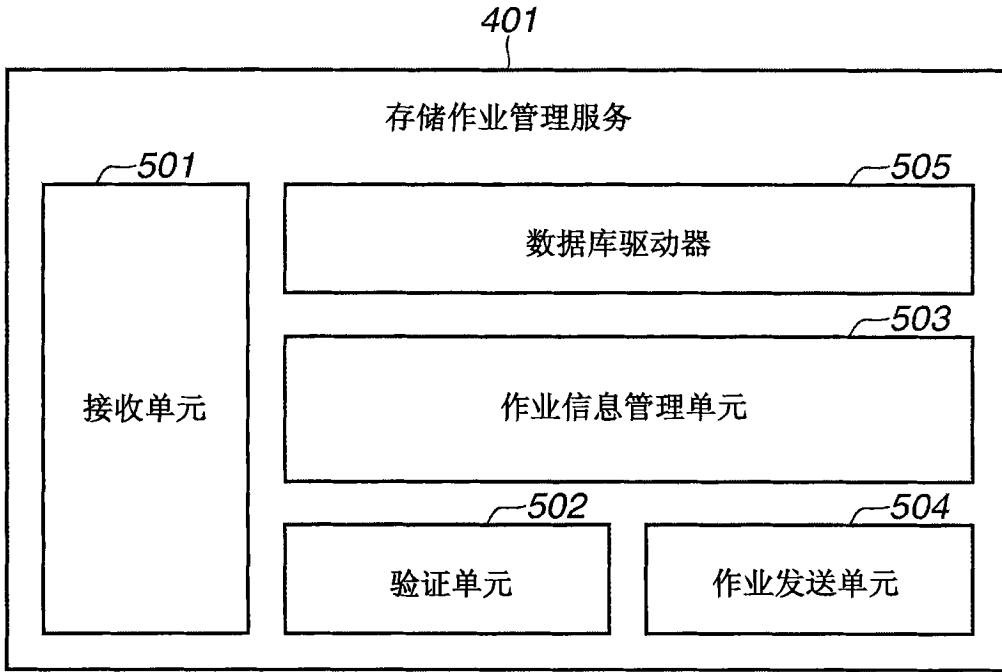 401
存储作业管理服务
501
505
数据库驱动器
503
接收单元
作业信息管理单元
502
504
验证单元
作业发送单元